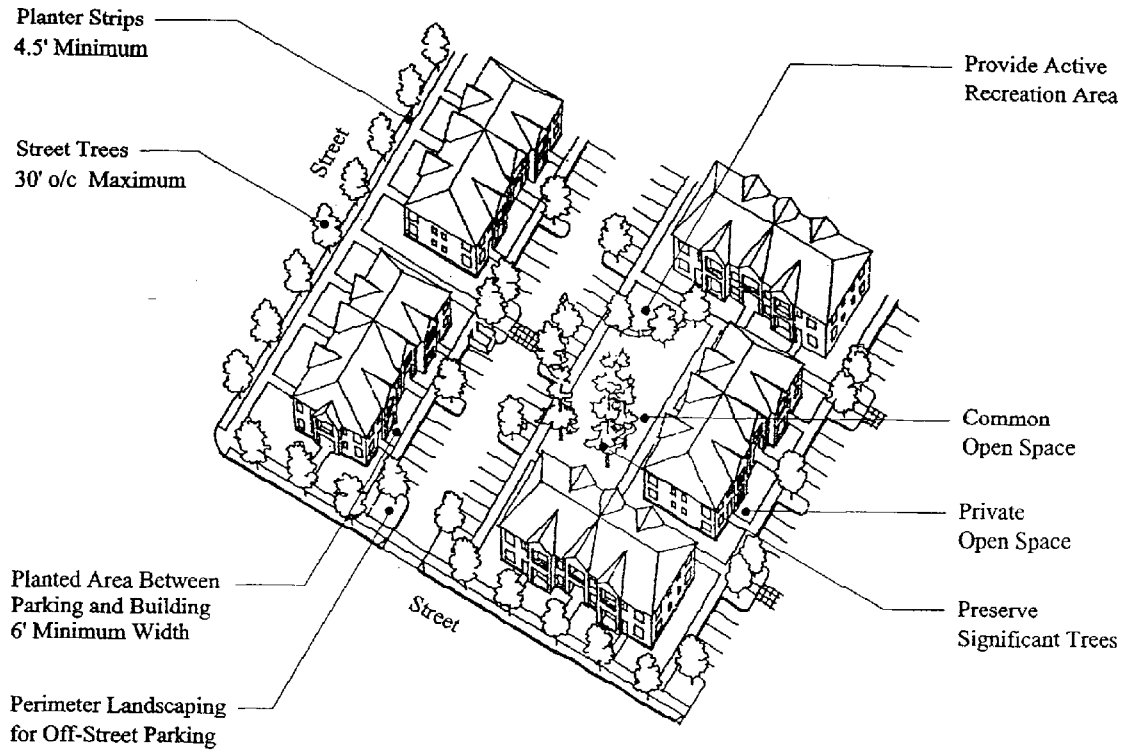 Planter Strips
4.5' Minimum
Street Trees
30' o/c Maximum
Street
Provide Active
Recreation Area
Common
Open Space
Private
Open Space
Preserve
Significant Trees
Street
Planted Area Between
Parking and Building
6' Minimum Width
Perimeter Landscaping
for Off-Street Parking